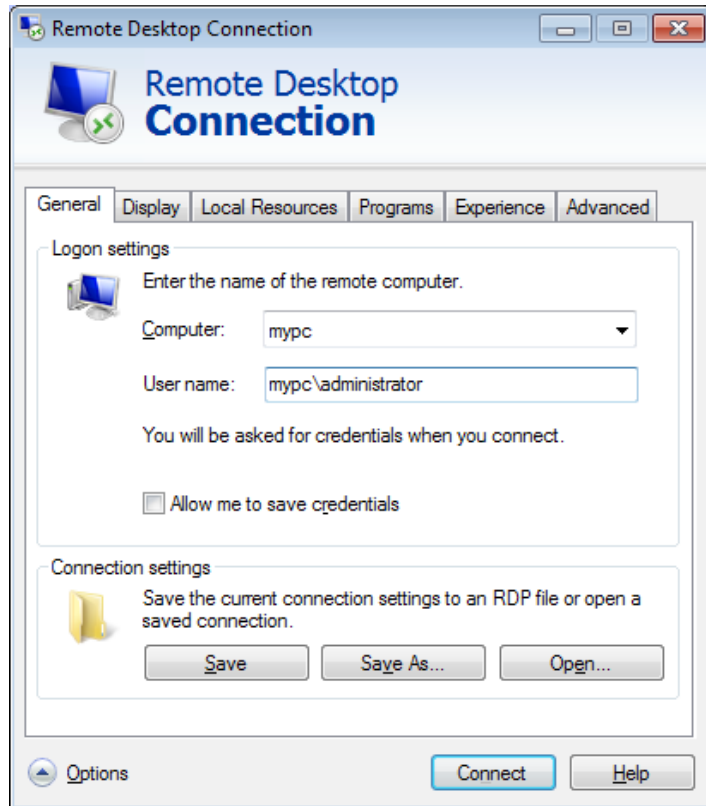 Remote Desktop Connection
Remote Desktop
Connection
General Display Local Resources Programs Experience Advanced
Logon settings
Enter the name of the remote computer.
Computer: mypc
User name: mypc\administrator
You will be asked for credentials when you connect.
Allow me to save credentials
Connection settings
Save the current connection settings to an RDP file or open a
saved connection.
Save Save As... Open...
Options Connect Help